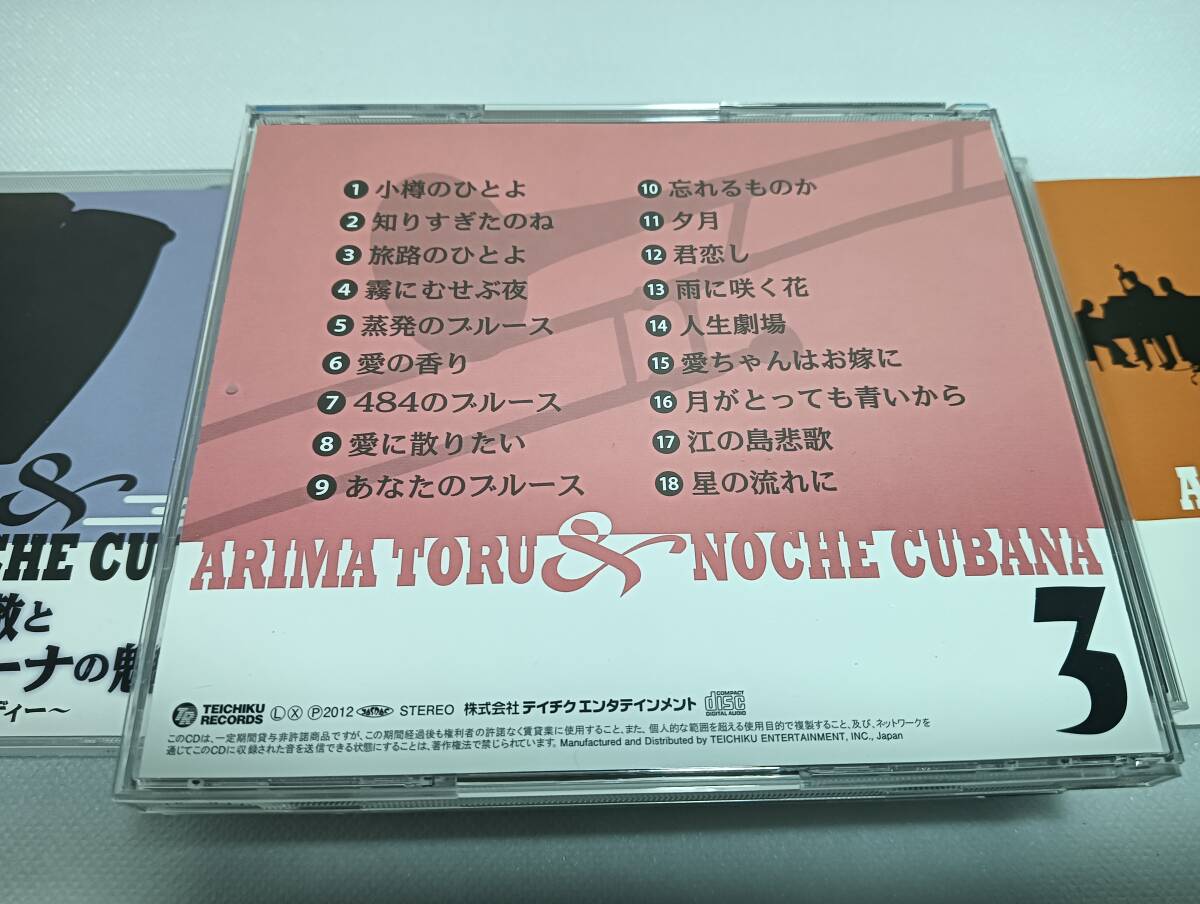 1 小樽のひとよ
2 知りすぎたのね
3 旅路のひとよ
4 霧にむせぶ夜
5 蒸発のブルース
6 愛の香り
7 484のブルース
8 愛に散りたい
9 あなたのブルース
10 忘れるものか
11 夕月
12 君恋し
13 雨に咲く花
14 人生劇場
15 愛ちゃんはお嫁に
16 月がとっても青いから
17 江の島悲歌
18 星の流れに
ARIMA TORU & NOCHE CUBANA
3
TEICHIKU RECORDS Ⓛ Ⓧ Ⓟ2012 STEREO 株式会社テイチクエンタテインメント COMPACT disc DIGITAL AUDIO
このCDは、一定期間貸与非許諾商品ですが、この期間経過後も権利者の許諾なく賃貸業に使用すること、また、個人的な範囲を超える使用目的で複製すること、及び、ネットワークを
通じてこのCDに収録された音を送信できる状態にすることは、著作権法で禁じられています。Manufactured and Distributed by TEICHIKU ENTERTAINMENT, INC., Japan
&
CHE CU
敏と
ーナの魅
ディー～
A